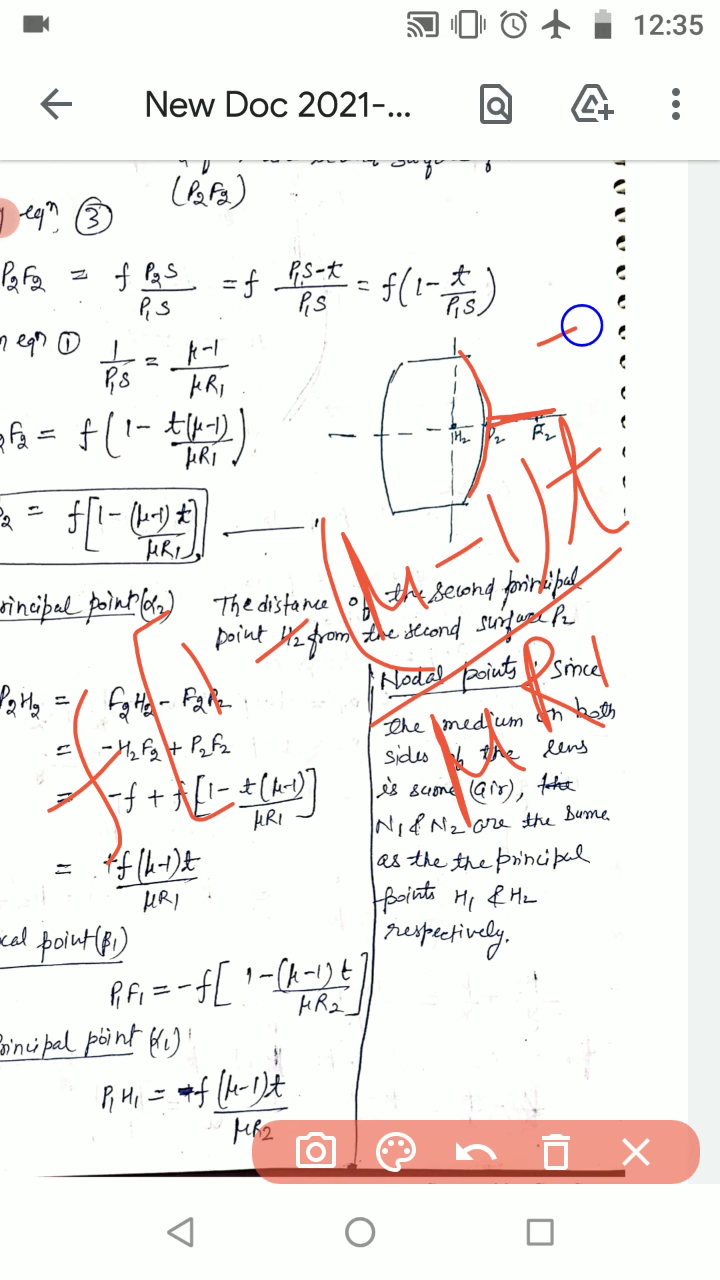 12:35
New Doc 2021-...
(P₂F₂)
eqⁿ. ③
P₂F₂ = f P₂S/P₁S = f P₁S-t/P₁S = f(1 - t/P₁S)
eqⁿ ①
1/P₁S = μ-1/μR₁
F₂ = f(1 - t(μ-1)/μR₁)
H₂ P₂ F₂
₂ = f[1 - (μ-1)t/μR₁]
(μ-1)t
rincipal point (α₂) The distance of the second principal
point H₂ from the second surface P₂
μR1
f[1-
Nodal points : Since
the medium on both
sides of the lens
is same (air), the
N₁ & N₂ are the same
as the the principal
points H₁ & H₂
respectively.
P₂H₂ = F₂H₂ - F₂P₂
= -H₂F₂ + P₂F₂
= -f + f[1 - t(μ-1)/μR₁]
= +f(μ-1)t/μR₁
cal point (β₁)
P₁F₁ = -f[1 - (μ-1)t/μR₂]
rincipal point (α₁)
P₁H₁ = f(μ-1)t/μR₂